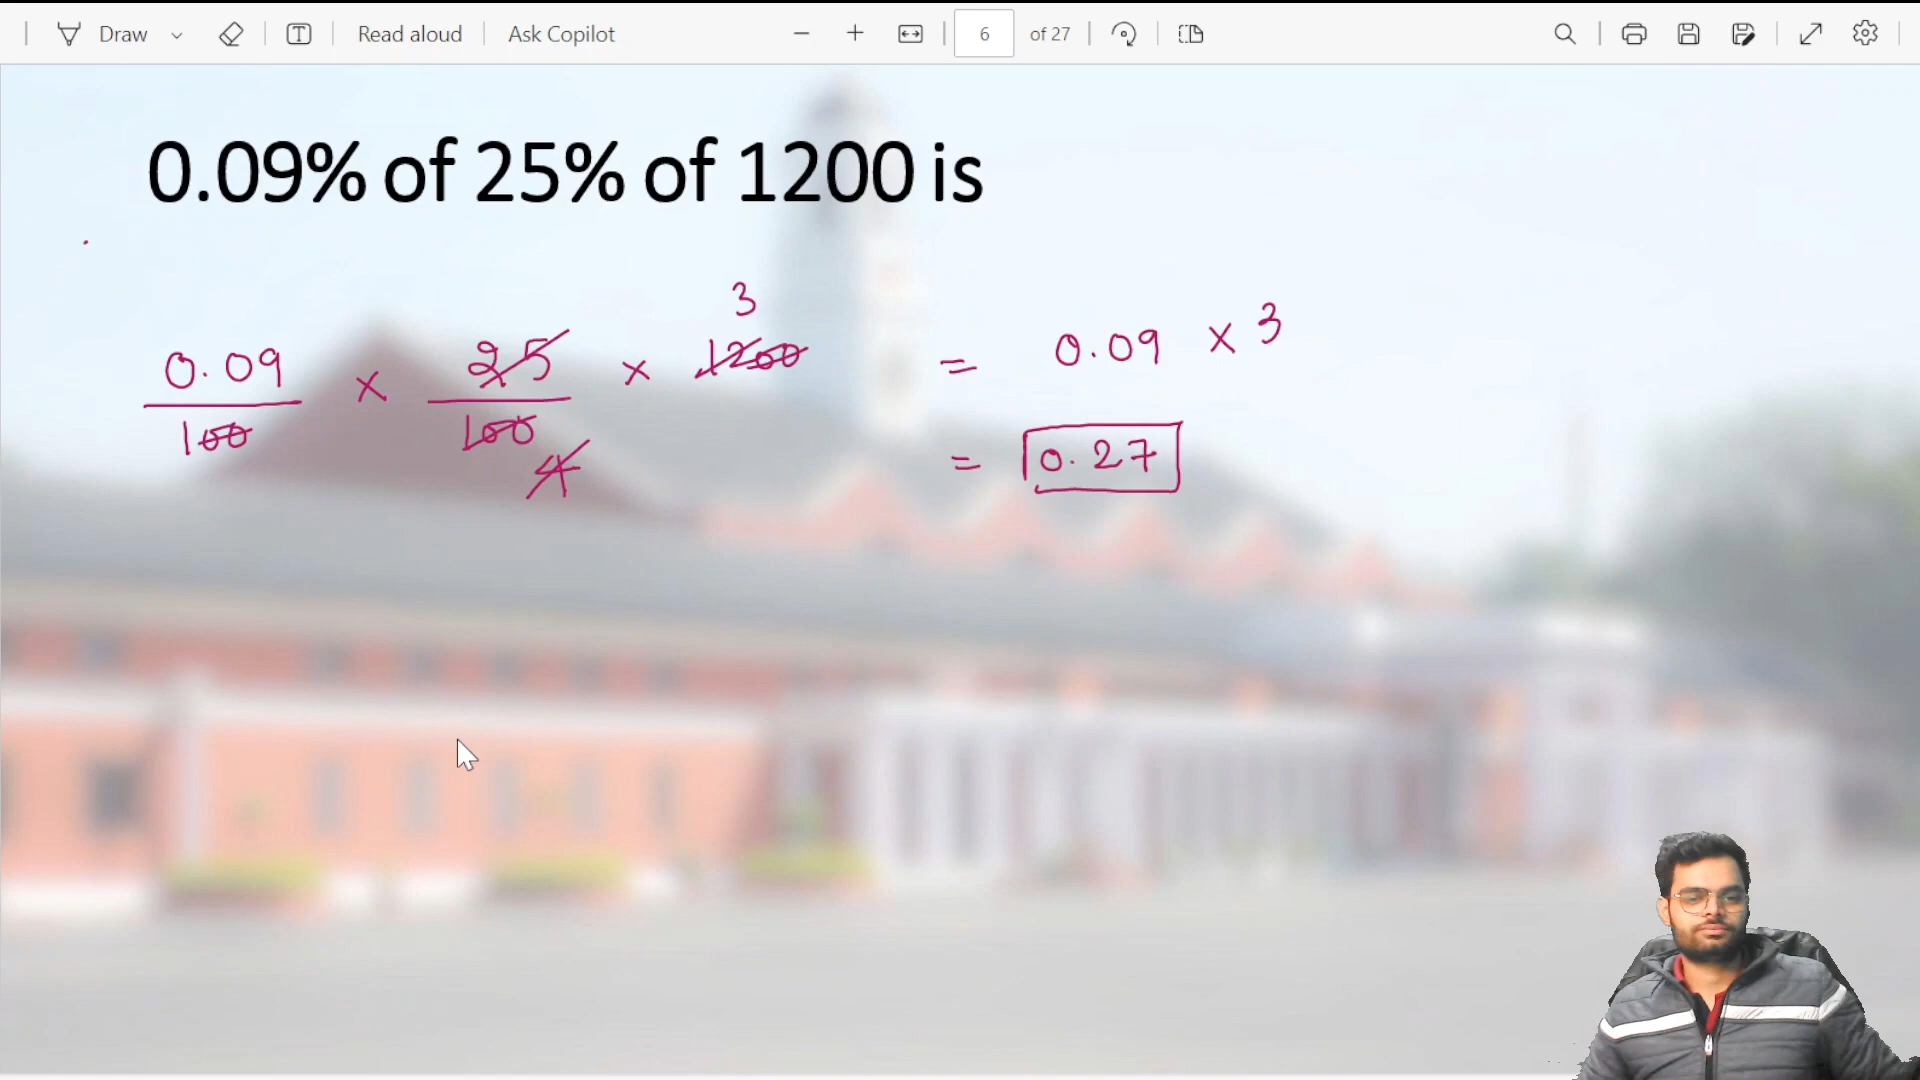 Draw Read aloud Ask Copilot 6 of 27
0.09% of 25% of 1200 is
3
0.09 × 25 × 1200 = 0.09 × 3
100 100
4
= 0.27